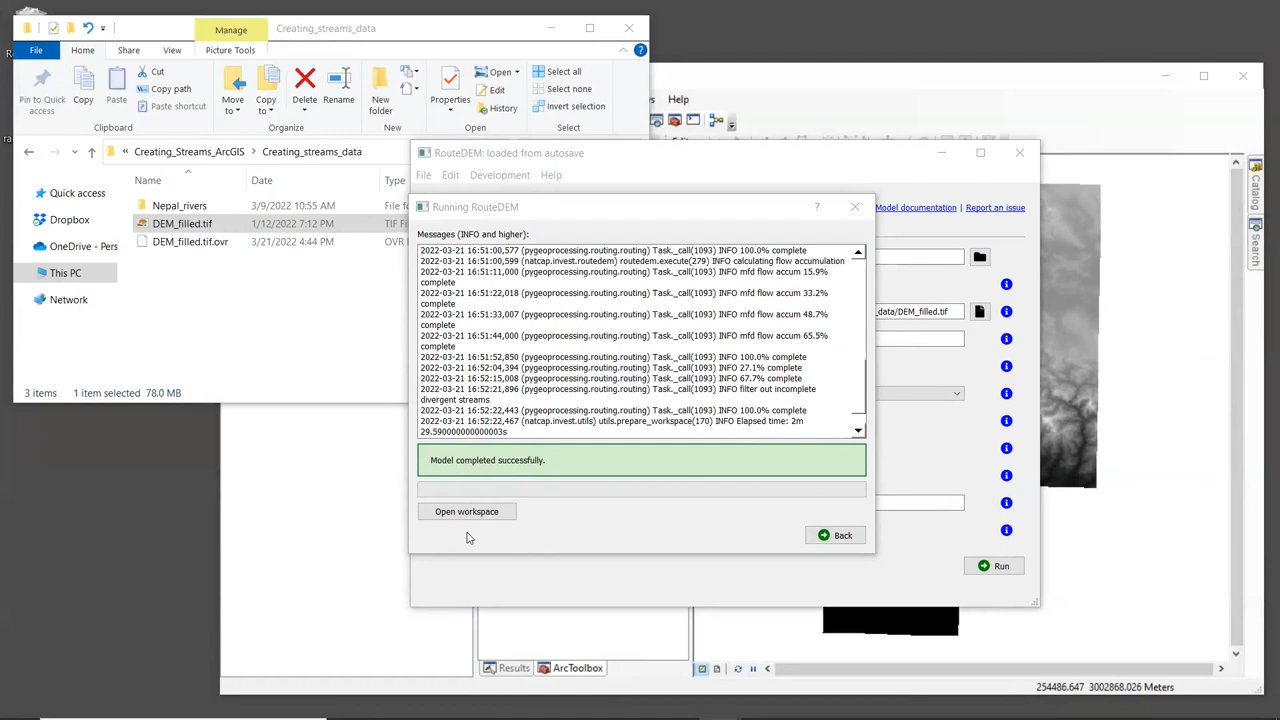 Manage
Creating_streams_data
File
Home
Share
View
Picture Tools
Pin to Quick
access
Copy
Paste
Cut
Copy path
Paste shortcut
Clipboard
Move
to
Copy
to
Delete
Rename
Organize
New
folder
New
Properties
Open
Edit
History
Open
Select all
Select none
Invert selection
Select
Creating_Streams_ArcGIS
Creating_streams_data
Name
Date
Type
Quick access
Dropbox
OneDrive - Pers
This PC
Network
Nepal_rivers
3/9/2022 10:55 AM
File fo
DEM_filled.tif
1/12/2022 7:12 PM
TIF Fi
DEM_filled.tif.ovr
3/21/2022 4:44 PM
OVR
3 items
1 item selected 78.0 MB
Help
RouteDEM: loaded from autosave
File
Edit
Development
Help
Model documentation | Report an issue
_data/DEM_filled.tif
Running RouteDEM
Messages (INFO and higher):
2022-03-21 16:51:00,577 (pygeoprocessing.routing.routing) Task._call(1093) INFO 100.0% complete
2022-03-21 16:51:00,599 (natcap.invest.routedem) routedem.execute(279) INFO calculating flow accumulation
2022-03-21 16:51:11,000 (pygeoprocessing.routing.routing) Task._call(1093) INFO mfd flow accum 15.9%
complete
2022-03-21 16:51:22,018 (pygeoprocessing.routing.routing) Task._call(1093) INFO mfd flow accum 33.2%
complete
2022-03-21 16:51:33,007 (pygeoprocessing.routing.routing) Task._call(1093) INFO mfd flow accum 48.7%
complete
2022-03-21 16:51:44,000 (pygeoprocessing.routing.routing) Task._call(1093) INFO mfd flow accum 65.5%
complete
2022-03-21 16:51:52,850 (pygeoprocessing.routing.routing) Task._call(1093) INFO 100.0% complete
2022-03-21 16:52:04,394 (pygeoprocessing.routing.routing) Task._call(1093) INFO 27.1% complete
2022-03-21 16:52:15,008 (pygeoprocessing.routing.routing) Task._call(1093) INFO 67.7% complete
2022-03-21 16:52:21,896 (pygeoprocessing.routing.routing) Task._call(1093) INFO filter out incomplete
divergent streams
2022-03-21 16:52:22,443 (pygeoprocessing.routing.routing) Task._call(1093) INFO 100.0% complete
2022-03-21 16:52:22,467 (natcap.invest.utils) utils.prepare_workspace(170) INFO Elapsed time: 2m
29.590000000000003s
Model completed successfully.
Open workspace
Back
Run
Catalog
Search
Results
ArcToolbox
254486.647 3002868.026 Meters